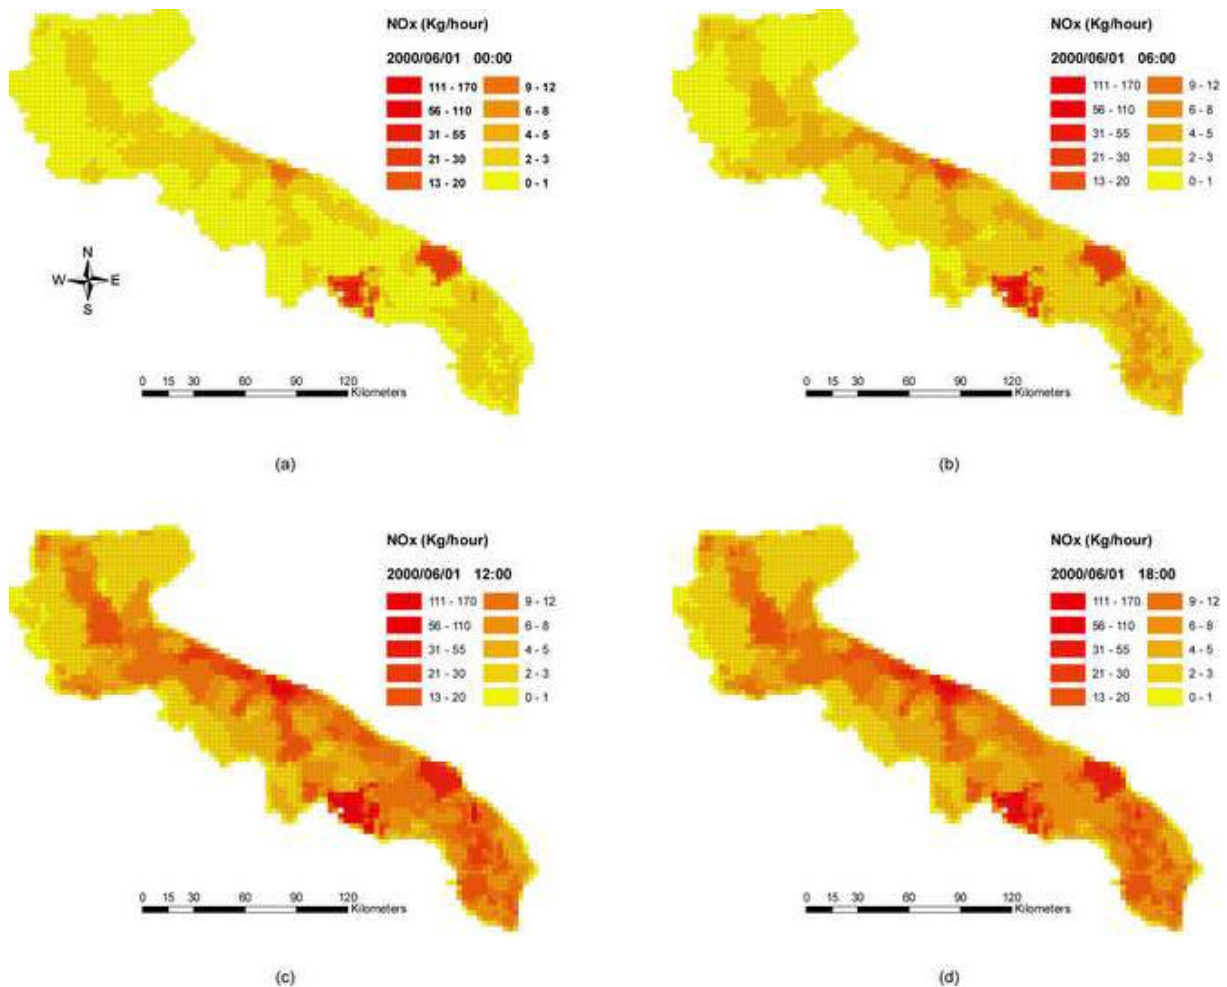 NOx (Kg/hour)
2000/06/01 00:00
111 - 170 9 - 12
56 - 110 6 - 8
31 - 55 4 - 5
21 - 30 2 - 3
13 - 20 0 - 1
N
W E
S
0 15 30 60 90 120
Kilometers
(a)
NOx (Kg/hour)
2000/06/01 06:00
111 - 170 9 - 12
56 - 110 6 - 8
31 - 55 4 - 5
21 - 30 2 - 3
13 - 20 0 - 1
0 15 30 60 90 120
Kilometers
(b)
NOx (Kg/hour)
2000/06/01 12:00
111 - 170 9 - 12
56 - 110 6 - 8
31 - 55 4 - 5
21 - 30 2 - 3
13 - 20 0 - 1
0 15 30 60 90 120
Kilometers
(c)
NOx (Kg/hour)
2000/06/01 18:00
111 - 170 9 - 12
56 - 110 6 - 8
31 - 55 4 - 5
21 - 30 2 - 3
13 - 20 0 - 1
0 15 30 60 90 120
Kilometers
(d)